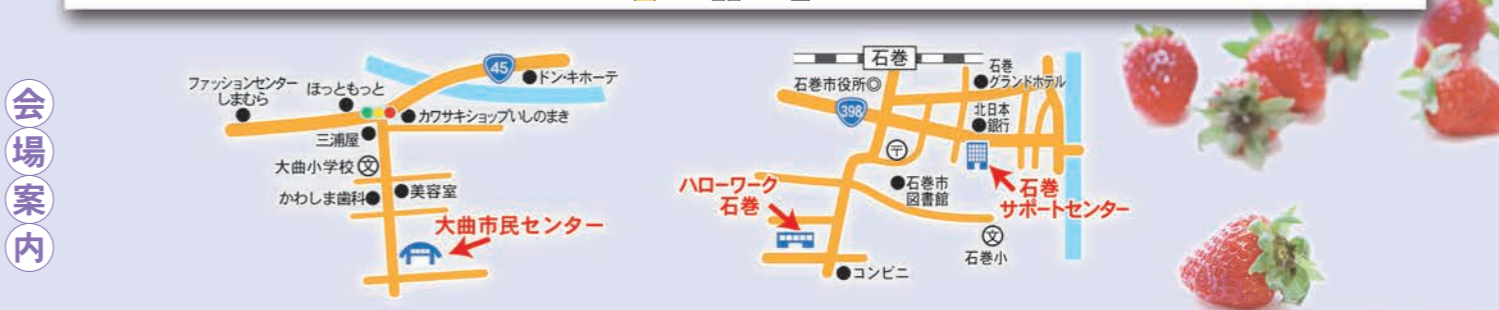 会場案内
45
ドン・キホーテ
ファッションセンター
しまむら
ほっともっと
カワサキショップいしのまき
三浦屋
大曲小学校
文
かわしま歯科
美容室
大曲市民センター
石巻
石巻市役所◎
石巻
グランドホテル
398
北日本
銀行
〒
石巻市
図書館
石巻
サポートセンター
ハローワーク
石巻
文
石巻小
コンビニ